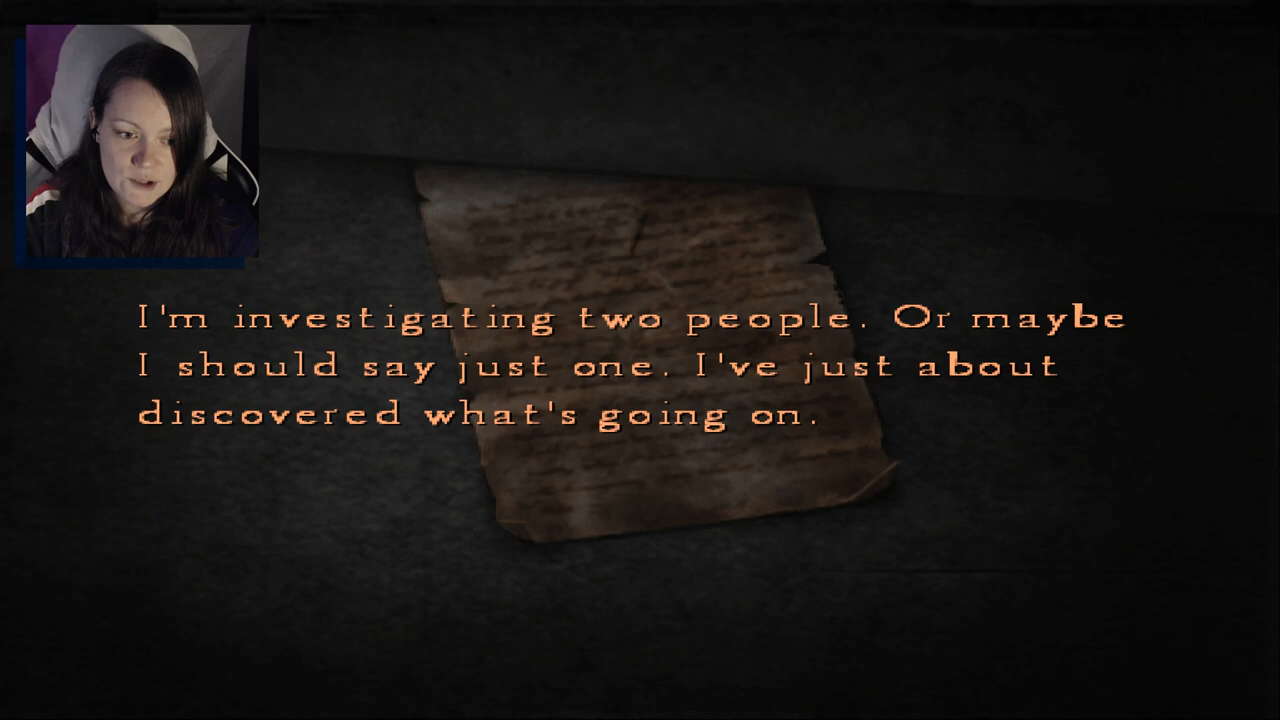 I'm investigating two people. Or maybe
I should say just one. I've just about
discovered what's going on.